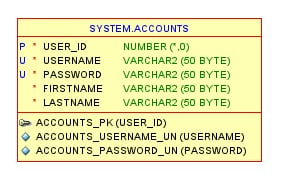 SYSTEM.ACCOUNTS
P * USER_ID NUMBER (*,0)
U * USERNAME VARCHAR2 (50 BYTE)
U * PASSWORD VARCHAR2 (50 BYTE)
* FIRSTNAME VARCHAR2 (50 BYTE)
* LASTNAME VARCHAR2 (50 BYTE)
ACCOUNTS_PK (USER_ID)
ACCOUNTS_USERNAME_UN (USERNAME)
ACCOUNTS_PASSWORD_UN (PASSWORD)